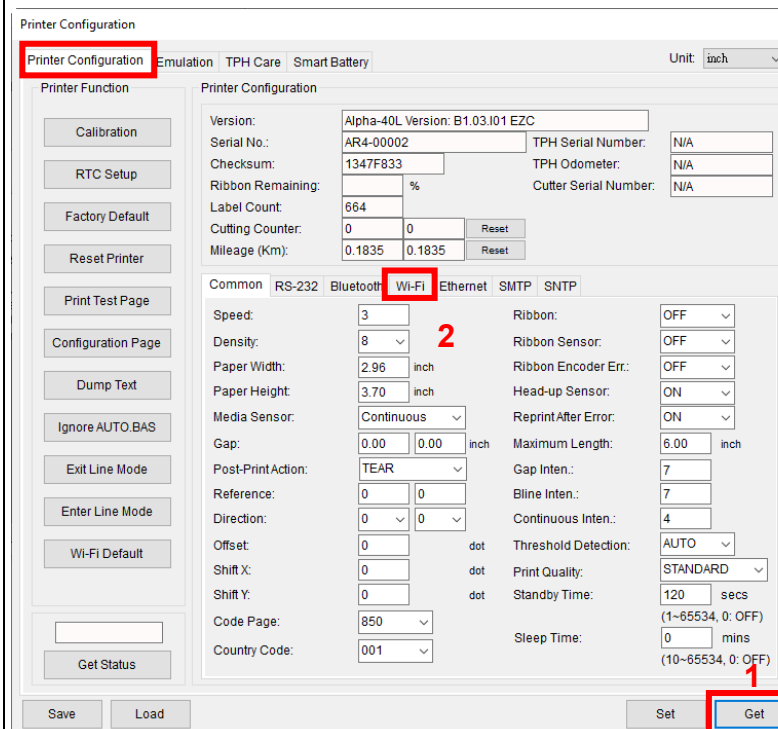 Printer Configuration
Printer Configuration Emulation TPH Care Smart Battery Unit: inch
Printer Function
Calibration
RTC Setup
Factory Default
Reset Printer
Print Test Page
Configuration Page
Dump Text
Ignore AUTO.BAS
Exit Line Mode
Enter Line Mode
Wi-Fi Default
Get Status
Printer Configuration
Version: Alpha-40L Version: B1.03.I01 EZC
Serial No.: AR4-00002 TPH Serial Number: N/A
Checksum: 1347F833 TPH Odometer: N/A
Ribbon Remaining: % Cutter Serial Number: N/A
Label Count: 664
Cutting Counter: 0 0 Reset
Mileage (Km): 0.1835 0.1835 Reset
Common RS-232 Bluetooth Wi-Fi Ethernet SMTP SNTP
2
Speed: 3 Ribbon: OFF
Density: 8 Ribbon Sensor: OFF
Paper Width: 2.96 inch Ribbon Encoder Err.: OFF
Paper Height: 3.70 inch Head-up Sensor: ON
Media Sensor: Continuous Reprint After Error: ON
Gap: 0.00 0.00 inch Maximum Length: 6.00 inch
Post-Print Action: TEAR Gap Inten.: 7
Reference: 0 0 Bline Inten.: 7
Direction: 0 0 Continuous Inten.: 4
Offset: 0 dot Threshold Detection: AUTO
Shift X: 0 dot Print Quality: STANDARD
Shift Y: 0 dot Standby Time: 120 secs
(1~65534, 0: OFF)
Code Page: 850
Sleep Time: 0 mins
Country Code: 001
(10~65534, 0: OFF)
1
Save Load Set Get